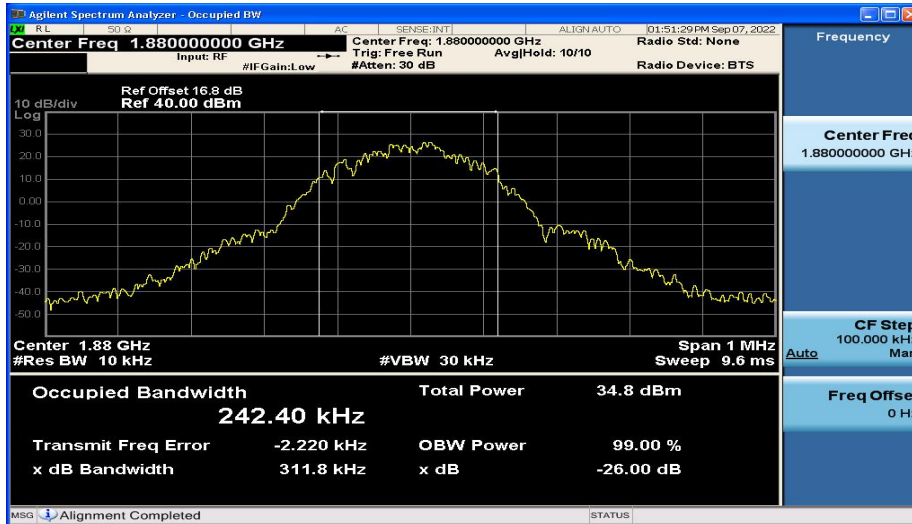 Agilent Spectrum Analyzer - Occupied BW
LXI RL 50 Ω AC SENSE:INT ALIGN AUTO 01:51:29 PM Sep 07, 2022
Center Freq 1.880000000 GHz
Center Freq: 1.880000000 GHz Radio Std: None
Input: RF Trig: Free Run Avg|Hold: 10/10
#IFGain:Low #Atten: 30 dB Radio Device: BTS
Ref Offset 16.8 dB
10 dB/div Ref 40.00 dBm
Log
30.0
20.0
10.0
0.00
-10.0
-20.0
-30.0
-40.0
-50.0
Center 1.88 GHz Span 1 MHz
#Res BW 10 kHz #VBW 30 kHz Sweep 9.6 ms
Occupied Bandwidth Total Power 34.8 dBm
242.40 kHz
Transmit Freq Error -2.220 kHz OBW Power 99.00 %
x dB Bandwidth 311.8 kHz x dB -26.00 dB
MSG Alignment Completed STATUS
Frequency
Center Freq
1.880000000 GH
CF Step
100.000 kH
Auto Ma
Freq Offse
0 H